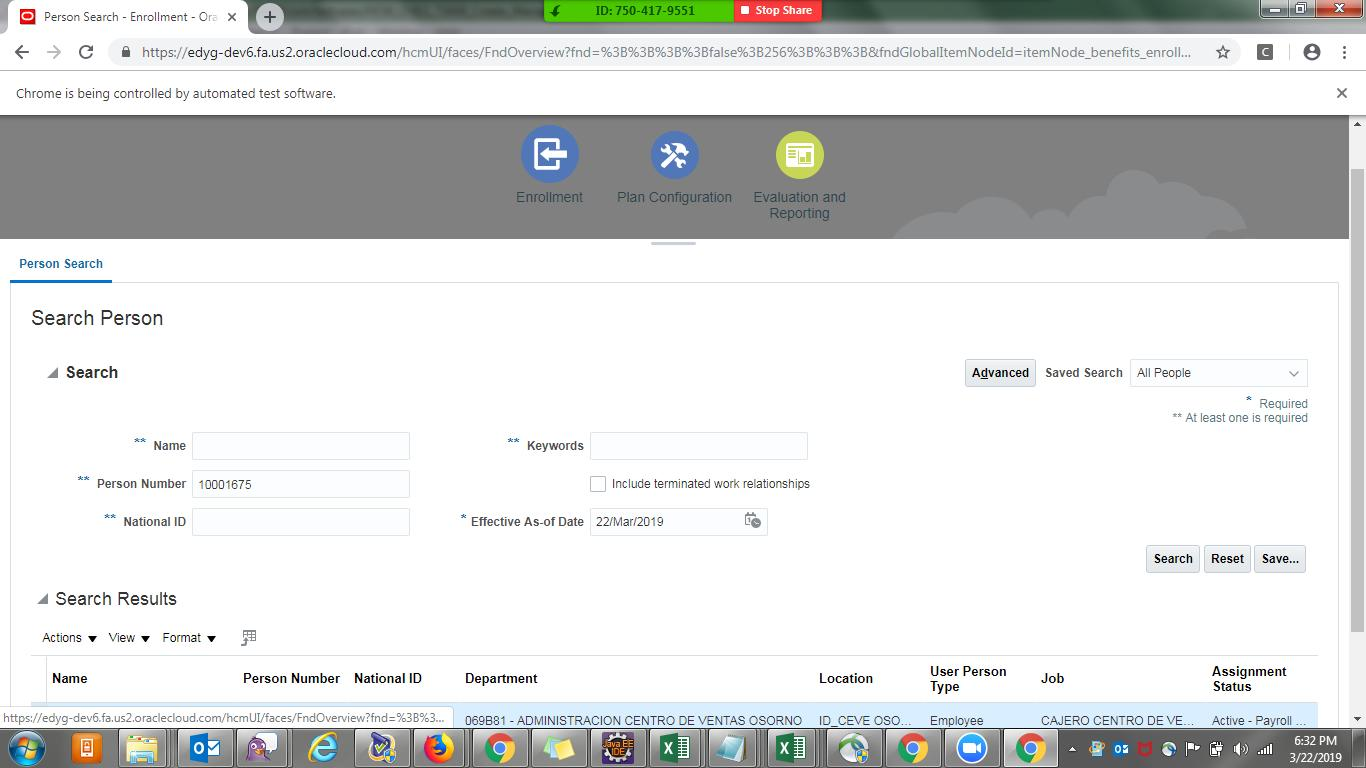 Person Search - Enrollment - Ora
ID: 750-417-9551
Stop Share
https://edyg-dev6.fa.us2.oraclecloud.com/hcmUI/faces/FndOverview?fnd=%3B%3B%3B%3Bfalse%3B256%3B%3B%3B&fndGlobalItemNodeId=itemNode_benefits_enroll...
C
Chrome is being controlled by automated test software.
Enrollment
Plan Configuration
Evaluation and
Reporting
Person Search
Search Person
Search
Advanced
Saved Search
All People
* Required
** At least one is required
** Name
** Keywords
** Person Number 10001675
Include terminated work relationships
** National ID
* Effective As-of Date 22/Mar/2019
Search Reset Save...
Search Results
Actions View Format
Name Person Number National ID Department Location User Person Type Job Assignment Status
https://edyg-dev6.fa.us2.oraclecloud.com/hcmUI/faces/FndOverview?fnd=%3B%3...
069B81 - ADMINISTRACION CENTRO DE VENTAS OSORNO ID_CEVE OSO... Employee CAJERO CENTRO DE VE... Active - Payroll ...
Java EE
IDE
6:32 PM
3/22/2019